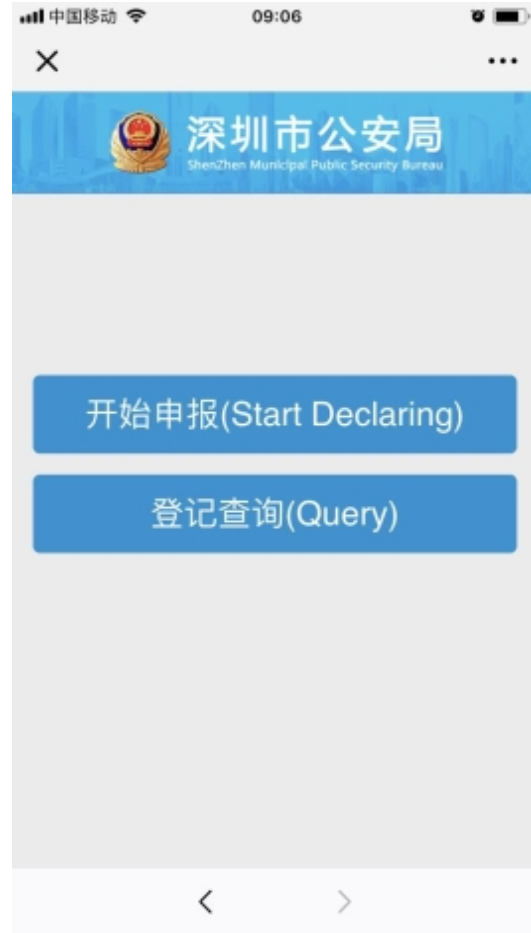 中国移动 09:06
深圳市公安局
ShenZhen Municipal Public Security Bureau
开始申报(Start Declaring)
登记查询(Query)